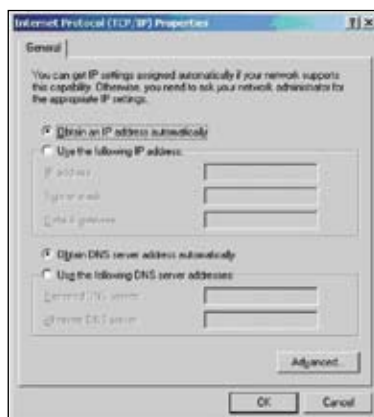 Internet Protocol (TCP/IP) Properties
General
You can get IP settings assigned automatically if your network supports
this capability. Otherwise, you need to ask your network administrator for
the appropriate IP settings.
Obtain an IP address automatically
Use the following IP address:
IP address:
Subnet mask:
Default gateway:
Obtain DNS server address automatically
Use the following DNS server addresses:
Preferred DNS server:
Alternate DNS server:
Advanced...
OK
Cancel